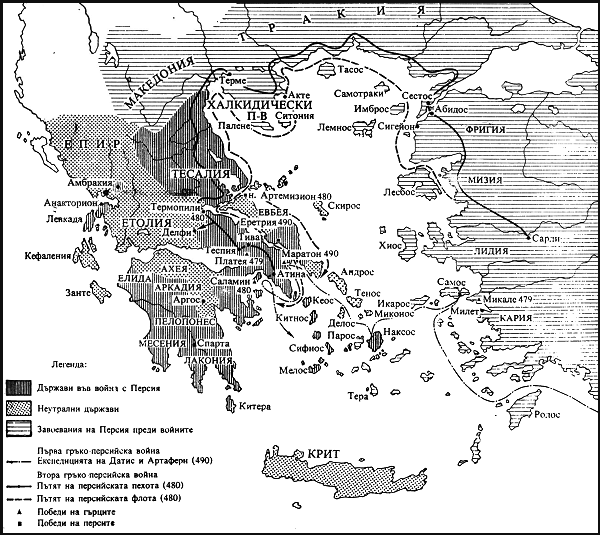 ТРАКИЯ
МАКЕДОНИЯ
Терме
Тасос
ХАЛКИДИЧЕСКИ
П-В
Акте
Ситония
Палене
Самотраки
Имброс
Лемнос
Сестос
Абидос
Сигейон
ФРИГИЯ
ЕПИР
ТЕСАЛИЯ
МИЗИЯ
Амбракия
Анакторион
Левкада
н. Артемизион 480
Лесбос
Термопили
480
ЕВБЕЯ
Скирос
ЕТОЛИЯ
Еретрия 490
Делфи
Тива
Сарди
Кефаления
Теспия
Платея 479
Маратон 490
Хиос
ЛИДИЯ
АХЕЯ
Атина
Андрос
ЕЛИДА
Саламин
480
Самос
Занте
АРКАДИЯ
Аргос
Кеос
Тенос
Икарос
Микале 479
ПЕЛОПОНЕС
Китнос
Миконос
Милет
КАРИЯ
Делос
Парос
Наксос
МЕСЕНИЯ
Спарта
Сифнос
ЛАКОНИЯ
Мелос
Тера
Китера
Родос
КРИТ
Легенда:
Държави във война с Персия
Неутрални държави
Завоевания на Персия преди войните
Първа гръко-персийска война
Експедицията на Датис и Артаферн (490)
Втора гръко-персийска война
Пътят на персийската пехота (480)
Пътят на персийската флота (480)
Победи на гърците
Победи на персите